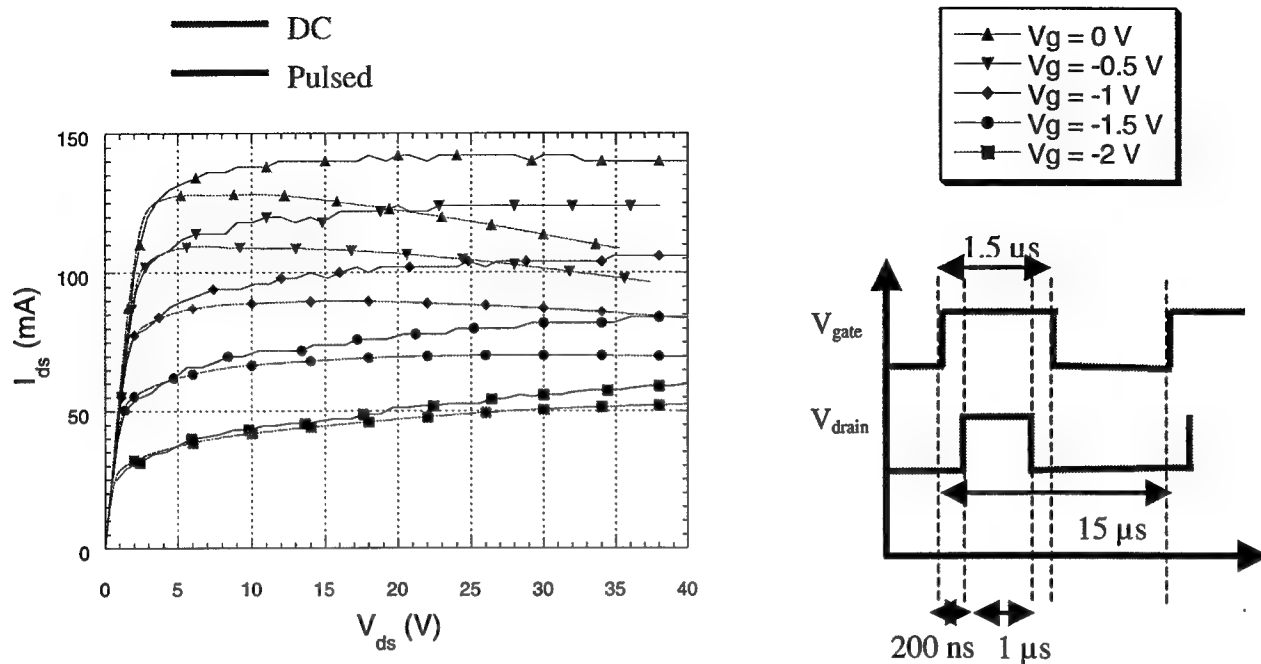 DC
Pulsed
150
100
50
0
I_ds (mA)
0 5 10 15 20 25 30 35 40
V_ds (V)
Vg = 0 V
Vg = -0.5 V
Vg = -1 V
Vg = -1.5 V
Vg = -2 V
1.5 µs
V_gate
V_drain
15 µs
200 ns 1 µs